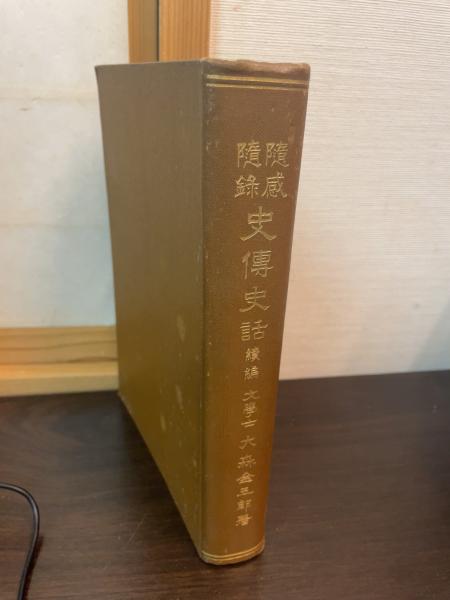 隨感
隨錄
史傳史話
續編
文學士 大森金五郎著